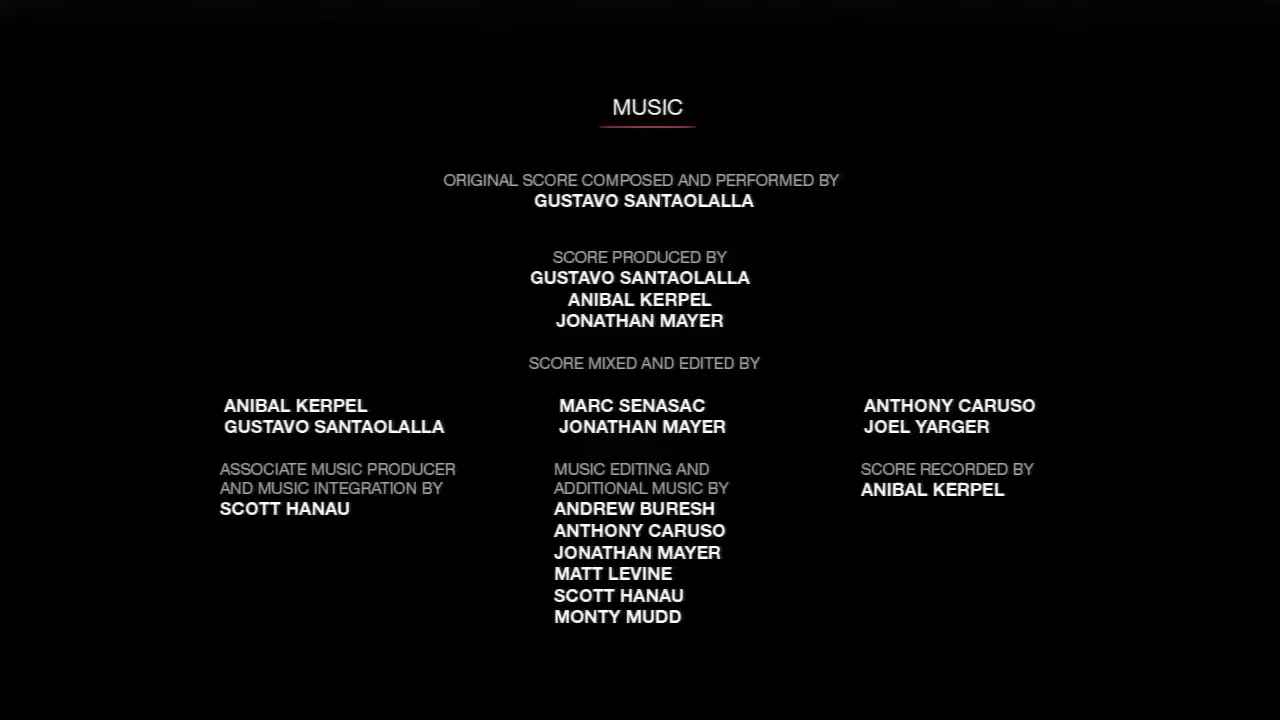 MUSIC
ORIGINAL SCORE COMPOSED AND PERFORMED BY
GUSTAVO SANTAOLALLA
SCORE PRODUCED BY
GUSTAVO SANTAOLALLA
ANIBAL KERPEL
JONATHAN MAYER
SCORE MIXED AND EDITED BY
ANIBAL KERPEL
GUSTAVO SANTAOLALLA
MARC SENASAC
JONATHAN MAYER
ANTHONY CARUSO
JOEL YARGER
ASSOCIATE MUSIC PRODUCER
AND MUSIC INTEGRATION BY
SCOTT HANAU
MUSIC EDITING AND
ADDITIONAL MUSIC BY
ANDREW BURESH
ANTHONY CARUSO
JONATHAN MAYER
MATT LEVINE
SCOTT HANAU
MONTY MUDD
SCORE RECORDED BY
ANIBAL KERPEL